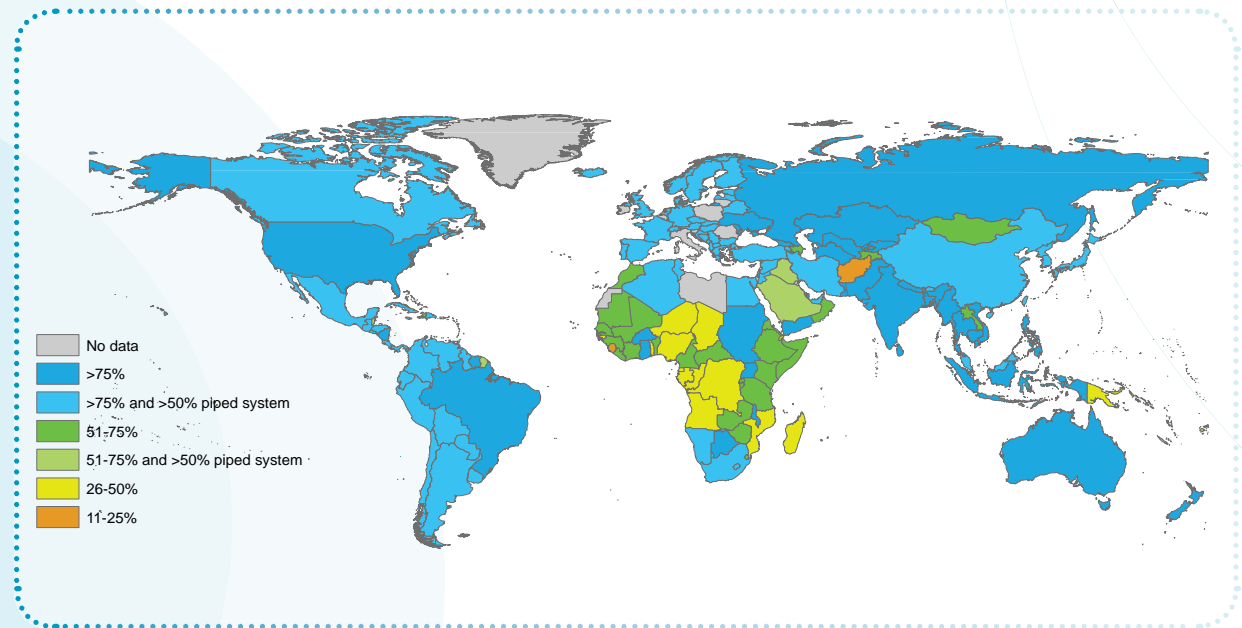 No data
>75%
>75% and >50% piped system
51-75%
51-75% and >50% piped system
26-50%
11-25%